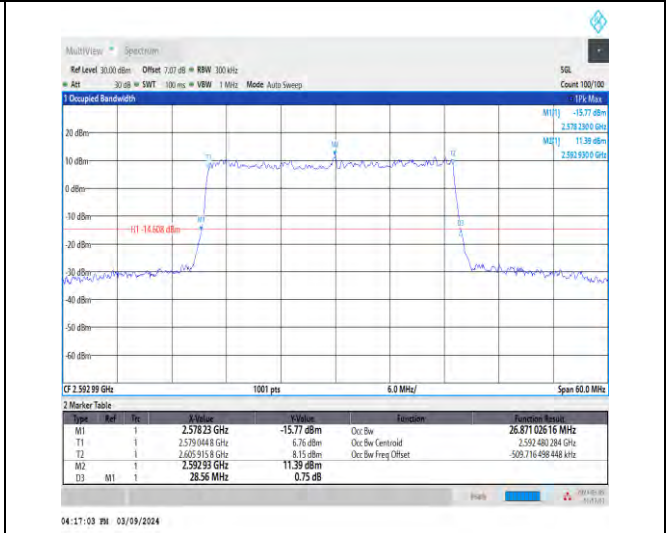 MultiView Spectrum
Ref Level 30.00 dBm Offset 7.07 dB RBW 300 kHz SGL
Att 30 dB SWT 100 ms VBW 1 MHz Mode Auto Sweep Count 100/100
1 Occupied Bandwidth 1Pk Max
M1[1] -15.77 dBm
2.578 2300 GHz
M2[1] 11.39 dBm
2.592 9300 GHz
20 dBm
M2
T1
T2
10 dBm
0 dBm
-10 dBm
M1
D3
H1 -14.608 dBm
-20 dBm
-30 dBm
-40 dBm
-50 dBm
-60 dBm
CF 2.592 99 GHz 1001 pts 6.0 MHz/ Span 60.0 MHz
2 Marker Table
Type Ref Trc X-Value Y-Value Function Function Result
M1 1 2.578 23 GHz -15.77 dBm Occ Bw 26.871 026 16 MHz
T1 1 2.579 044 8 GHz 6.76 dBm Occ Bw Centroid 2.592 480 284 GHz
T2 1 2.605 915 8 GHz 8.15 dBm Occ Bw Freq Offset -509.716 498 448 kHz
M2 1 2.592 93 GHz 11.39 dBm
D3 M1 1 28.56 MHz 0.75 dB
Ready
04:17:03 PM 03/09/2024